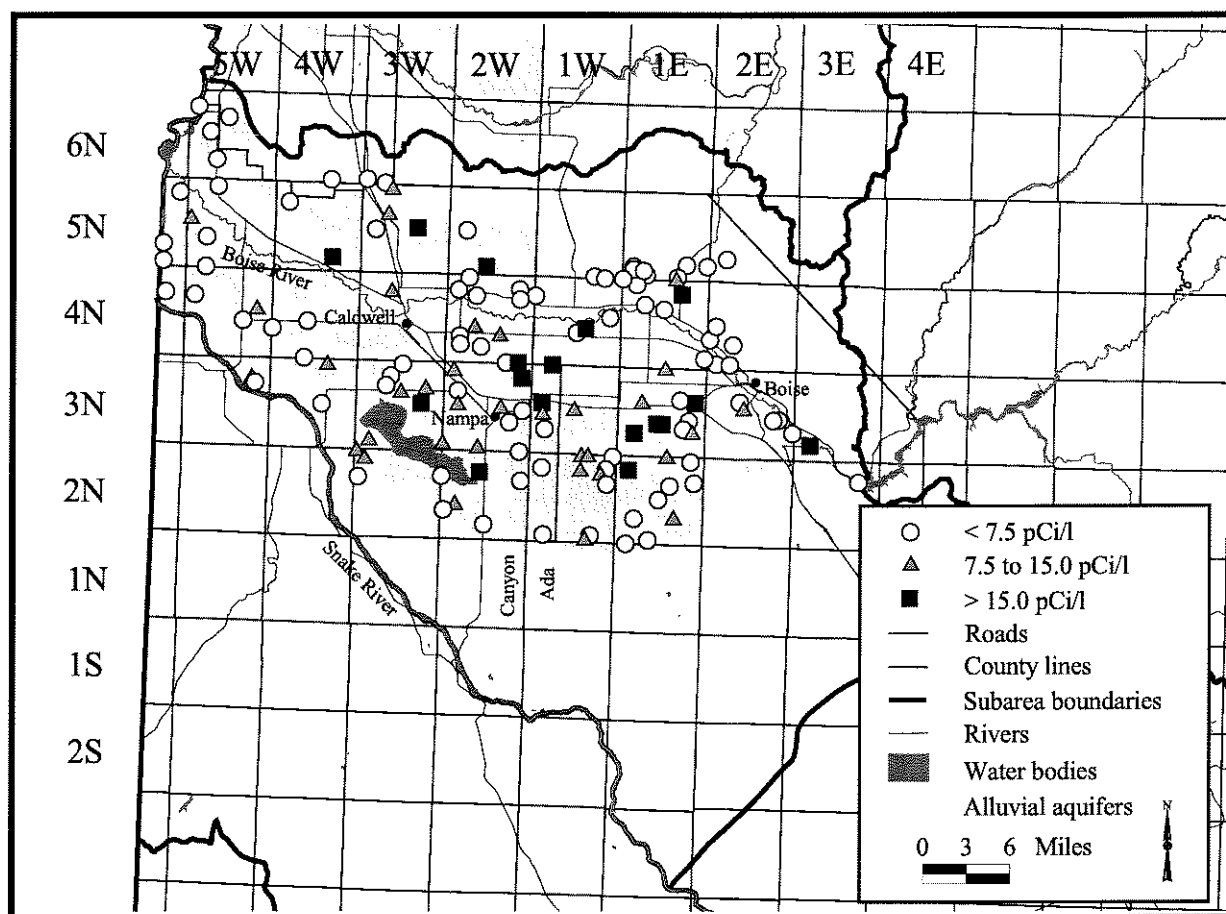 5W 4W 3W 2W 1W 1E 2E 3E 4E
6N
5N
Boise River
4N
Caldwell
Boise
3N
Nampa
2N
Snake River
Canyon
Ada
1N
1S
2S
< 7.5 pCi/l
7.5 to 15.0 pCi/l
> 15.0 pCi/l
Roads
County lines
Subarea boundaries
Rivers
Water bodies
Alluvial aquifers
0 3 6 Miles
N